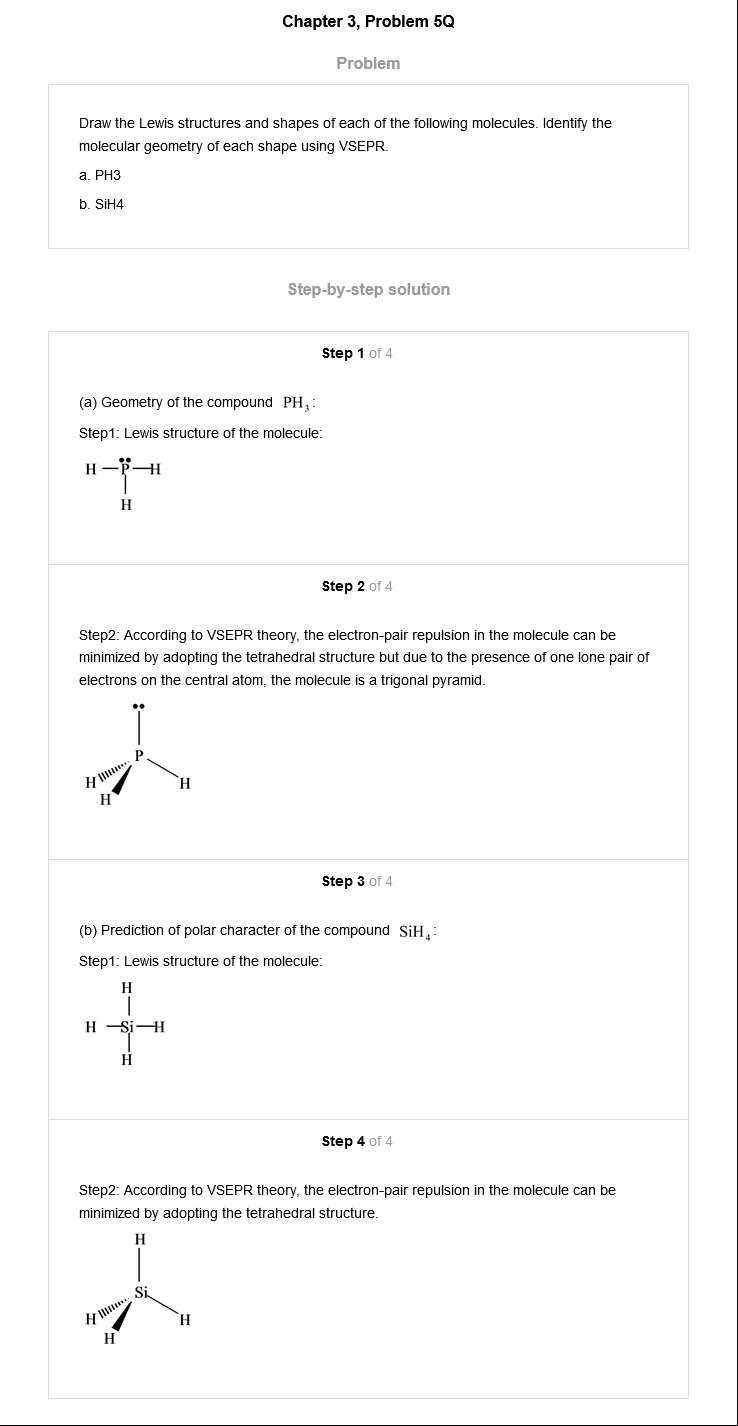 Chapter 3, Problem 5Q
Problem
Draw the Lewis structures and shapes of each of the following molecules. Identify the
molecular geometry of each shape using VSEPR.
a. PH3
b. SiH4
Step-by-step solution
Step 1 of 4
(a) Geometry of the compound PH₃:
Step1: Lewis structure of the molecule:
H P H
H
Step 2 of 4
Step2: According to VSEPR theory, the electron-pair repulsion in the molecule can be
minimized by adopting the tetrahedral structure but due to the presence of one lone pair of
electrons on the central atom, the molecule is a trigonal pyramid.
P
H H
H
Step 3 of 4
(b) Prediction of polar character of the compound SiH₄:
Step1: Lewis structure of the molecule:
H
H Si H
H
Step 4 of 4
Step2: According to VSEPR theory, the electron-pair repulsion in the molecule can be
minimized by adopting the tetrahedral structure.
H
Si
H H
H